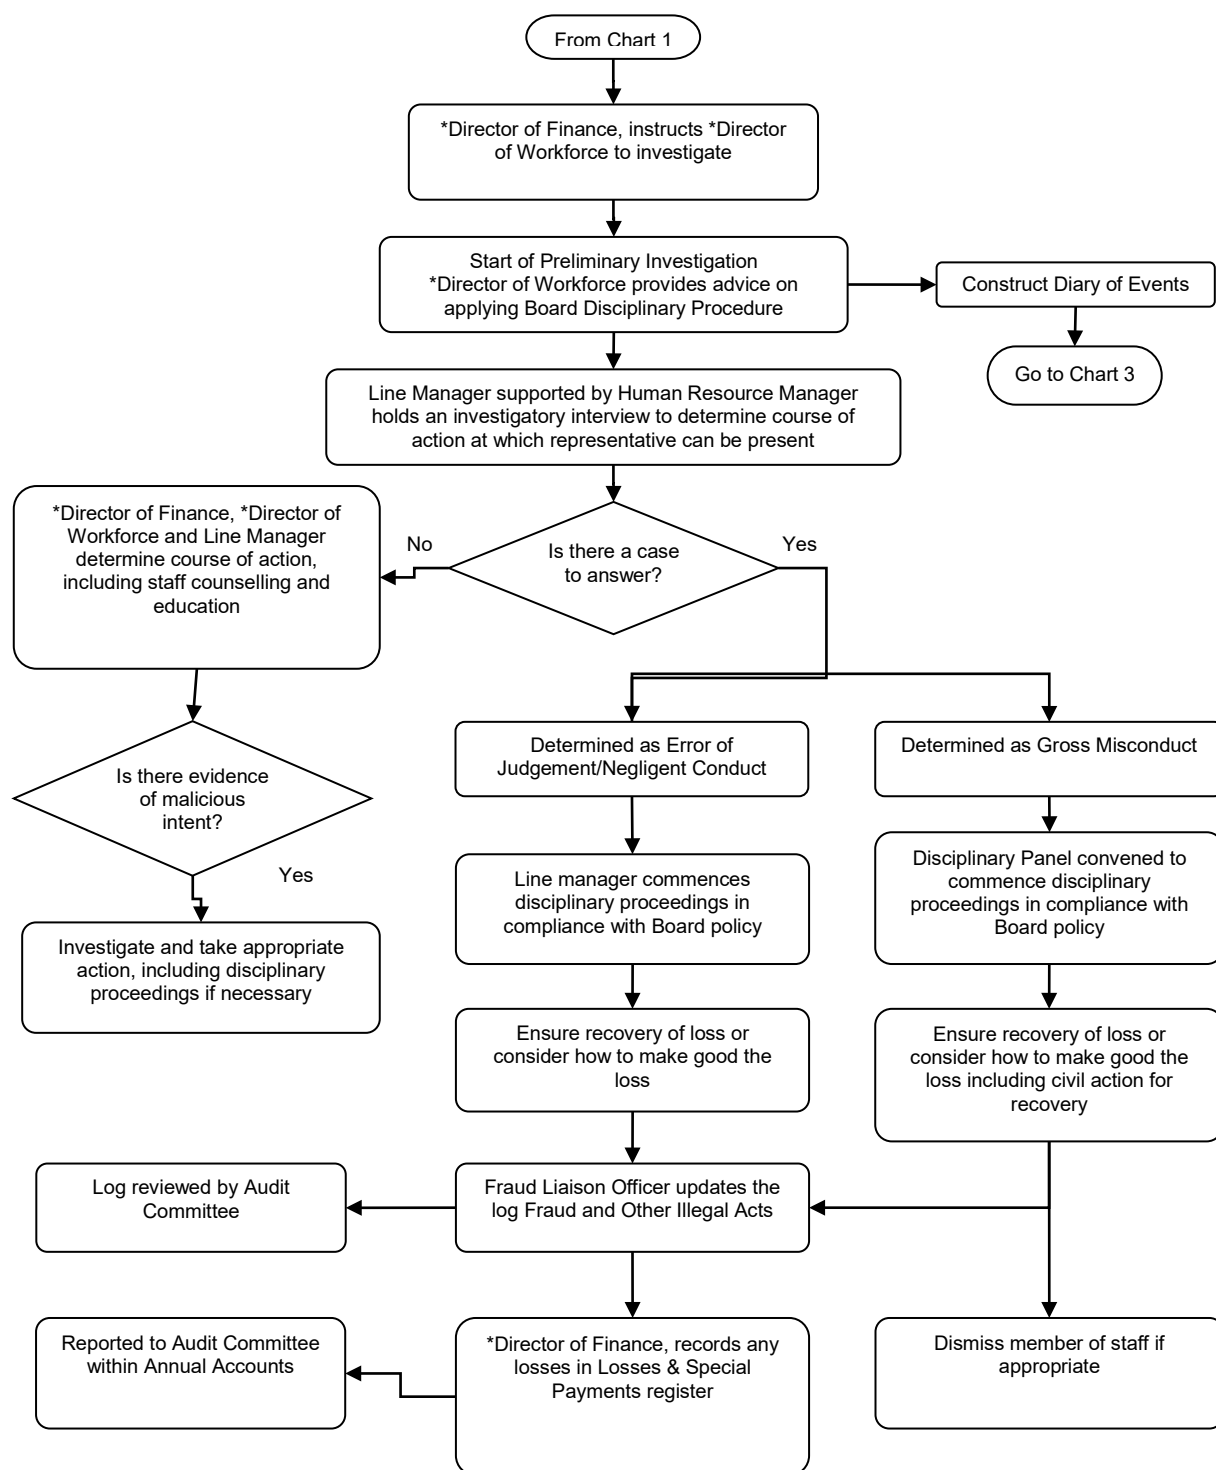 From Chart 1
*Director of Finance, instructs *Director
of Workforce to investigate
Start of Preliminary Investigation
*Director of Workforce provides advice on
applying Board Disciplinary Procedure
Construct Diary of Events
Go to Chart 3
Line Manager supported by Human Resource Manager
holds an investigatory interview to determine course of
action at which representative can be present
*Director of Finance, *Director of
Workforce and Line Manager
determine course of action,
including staff counselling and
education
No
Is there a case
to answer?
Yes
Is there evidence
of malicious
intent?
Yes
Investigate and take appropriate
action, including disciplinary
proceedings if necessary
Determined as Error of
Judgement/Negligent Conduct
Determined as Gross Misconduct
Line manager commences
disciplinary proceedings in
compliance with Board policy
Disciplinary Panel convened to
commence disciplinary
proceedings in compliance with
Board policy
Ensure recovery of loss or
consider how to make good the
loss
Ensure recovery of loss or
consider how to make good the
loss including civil action for
recovery
Log reviewed by Audit
Committee
Fraud Liaison Officer updates the
log Fraud and Other Illegal Acts
Reported to Audit Committee
within Annual Accounts
*Director of Finance, records any
losses in Losses & Special
Payments register
Dismiss member of staff if
appropriate